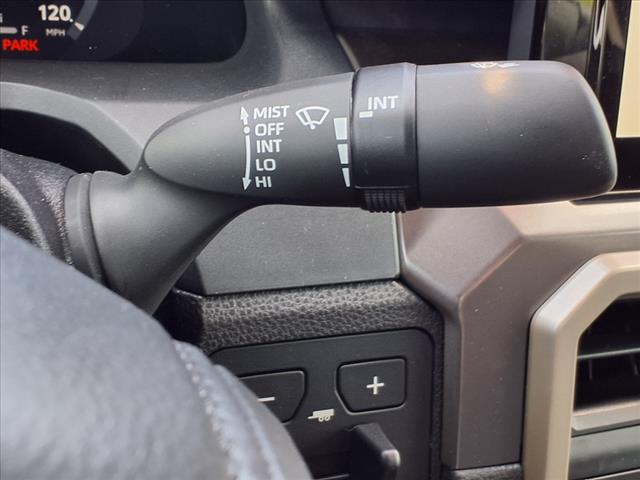 120
MPH
F
PARK
MIST
OFF
INT
LO
HI
INT
−
+